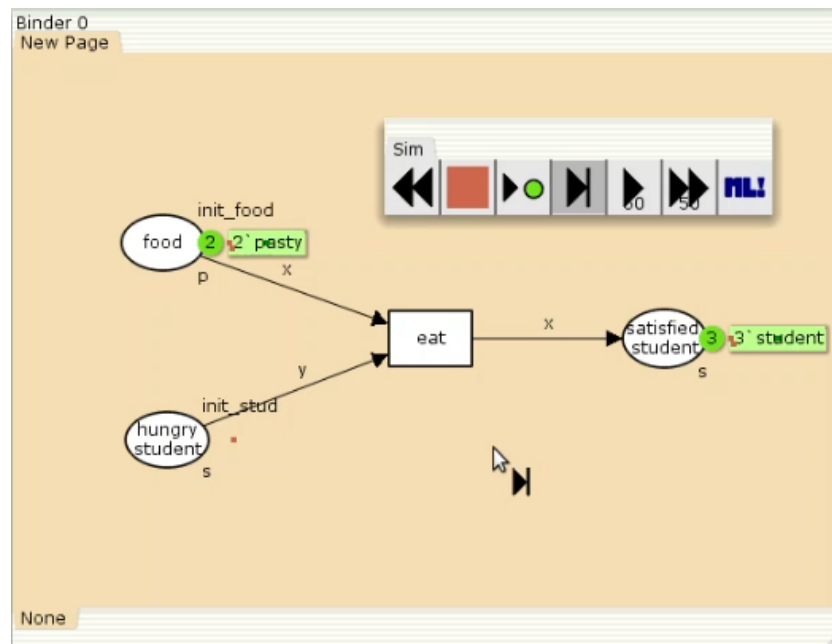 Binder 0
New Page
Sim
50
50
ML!
init_food
food
2
2`pasty
p
x
eat
x
satisfied
student
3
3`student
s
y
init_stud
hungry
student
s
None